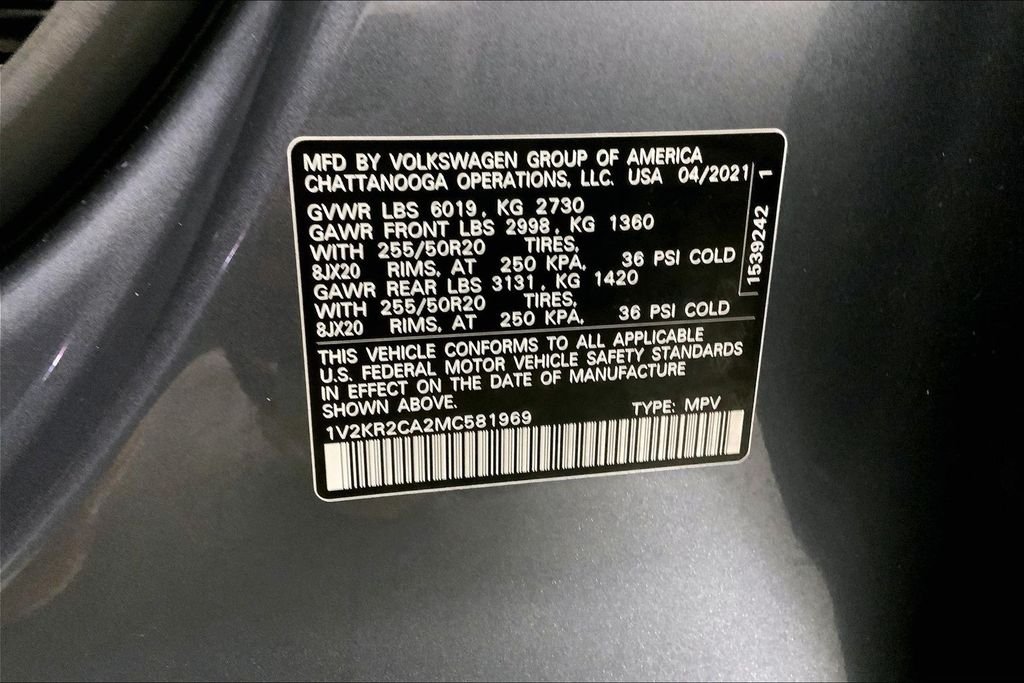 MFD BY VOLKSWAGEN GROUP OF AMERICA
CHATTANOOGA OPERATIONS, LLC. USA 04/2021
GVWR LBS 6019, KG 2730
GAWR FRONT LBS 2998, KG 1360
WITH 255/50R20 TIRES,
8JX20 RIMS, AT 250 KPA, 36 PSI COLD
GAWR REAR LBS 3131, KG 1420
WITH 255/50R20 TIRES,
8JX20 RIMS, AT 250 KPA, 36 PSI COLD
1539242 1
THIS VEHICLE CONFORMS TO ALL APPLICABLE
U.S. FEDERAL MOTOR VEHICLE SAFETY STANDARDS
IN EFFECT ON THE DATE OF MANUFACTURE
SHOWN ABOVE. TYPE: MPV
1V2KR2CA2MC581969